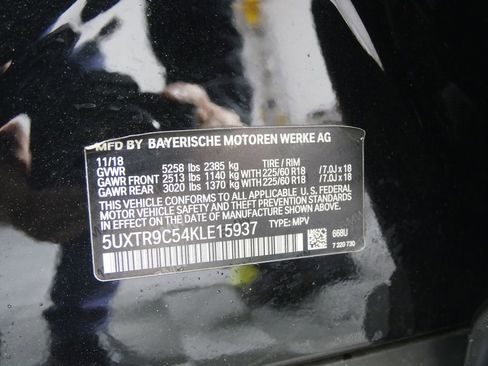 MFD BY BAYERISCHE MOTOREN WERKE AG
11/18
GVWR 5258 lbs 2385 kg TIRE / RIM
GAWR FRONT 2513 lbs 1140 kg WITH 225/60 R18 /7.0J x 18
GAWR REAR 3020 lbs 1370 kg WITH 225/60 R18 /7.0J x 18
THIS VEHICLE CONFORMS TO ALL APPLICABLE U.S.
FEDERAL MOTOR VEHICLE SAFETY STANDARDS
IN EFFECT ON THE DATE OF MANUFACTURE
SHOWN ABOVE.
5UXTR9C54KLE15937 TYPE: MPV
668U
7 320 730